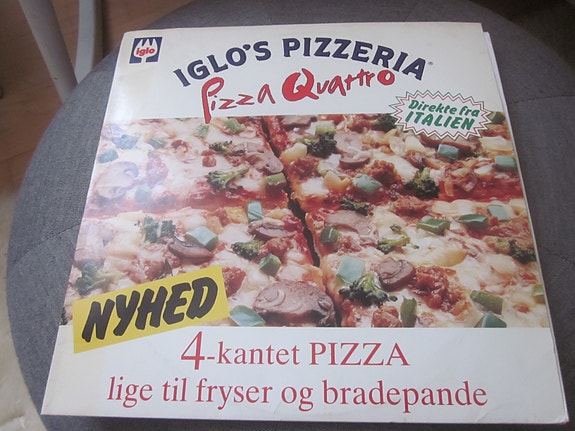 iglo
IGLO'S PIZZERIA®
Pizza Quattro
Direkte fra
ITALIEN
NYHED
4-kantet PIZZA
lige til fryser og bradepande